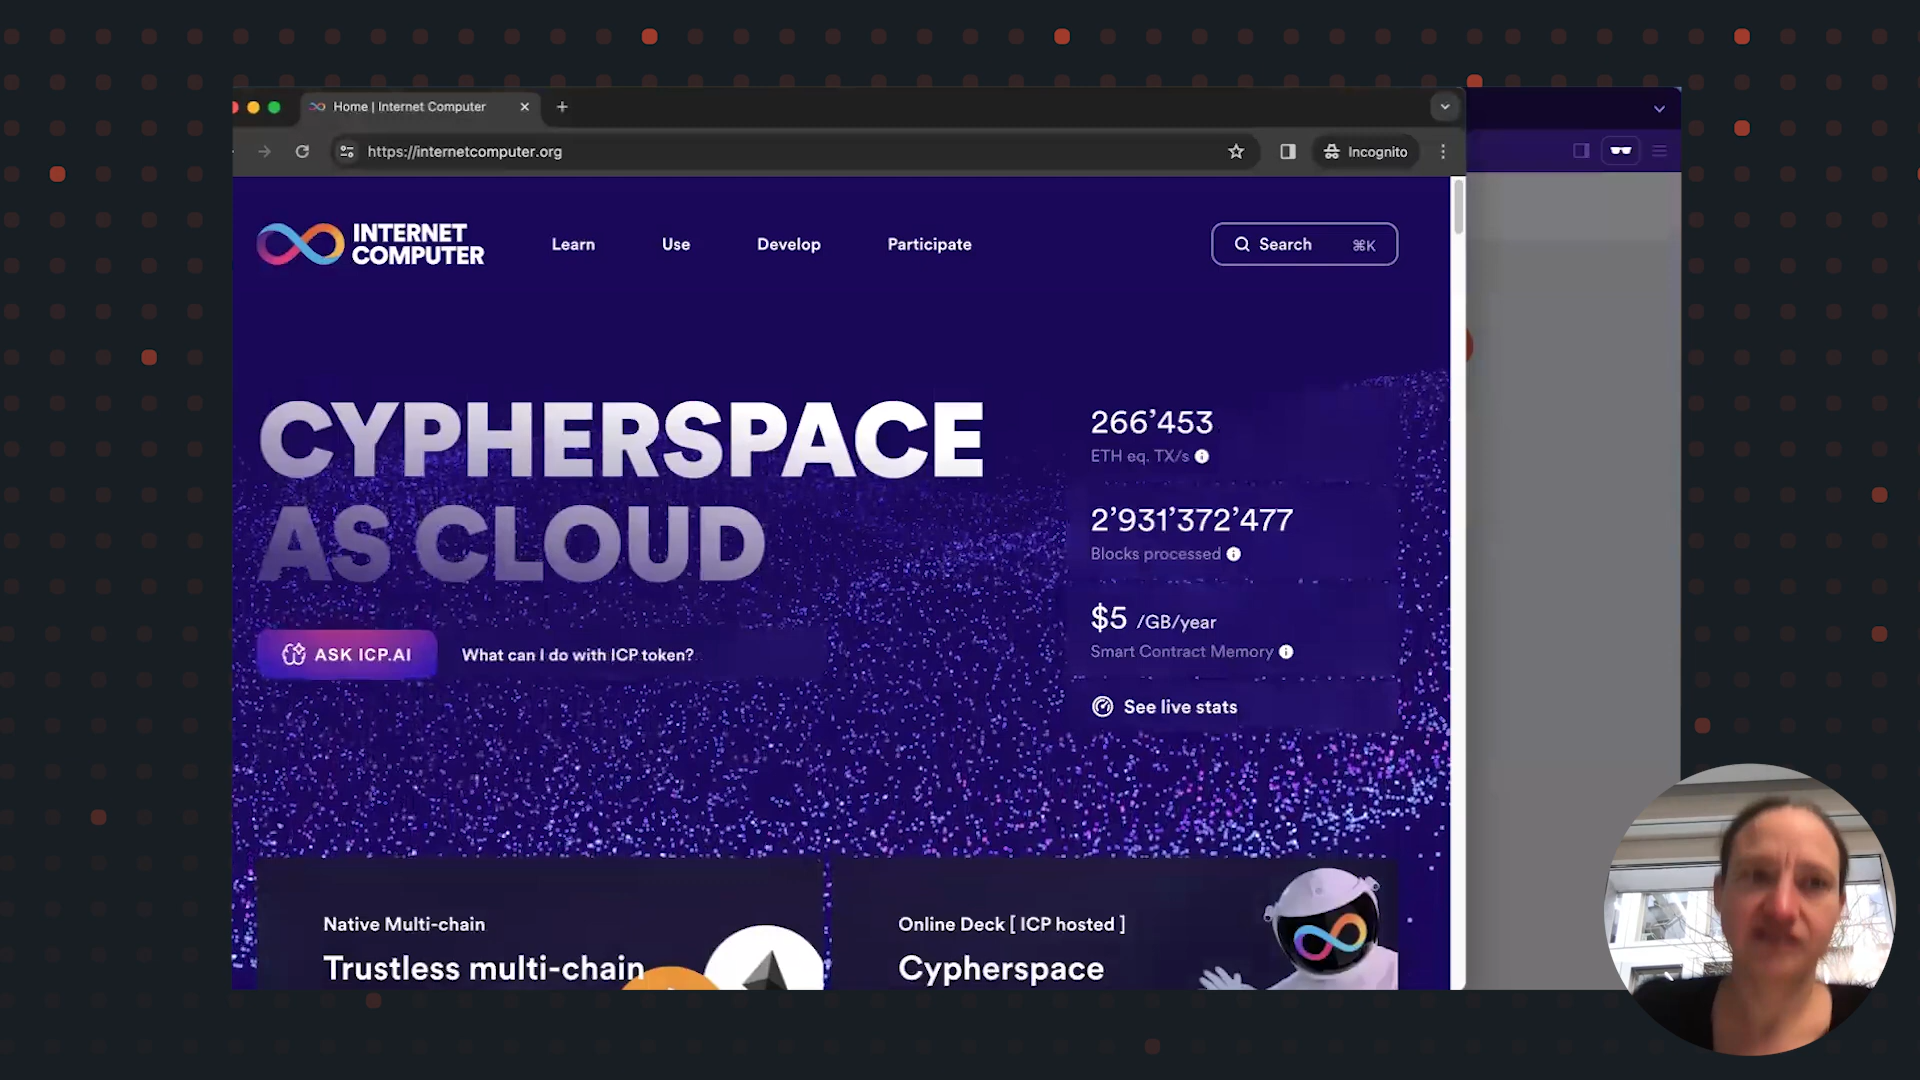 Home | Internet Computer
https://internetcomputer.org
Incognito
INTERNET
COMPUTER
Learn
Use
Develop
Participate
Search ⌘K
CYPHERSPACE
AS CLOUD
266’453
ETH eq. TX/s
2’931’372’477
Blocks processed
$5 /GB/year
Smart Contract Memory
See live stats
ASK ICP.AI
What can I do with ICP token?
Native Multi-chain
Trustless multi-chain
Online Deck [ ICP hosted ]
Cypherspace